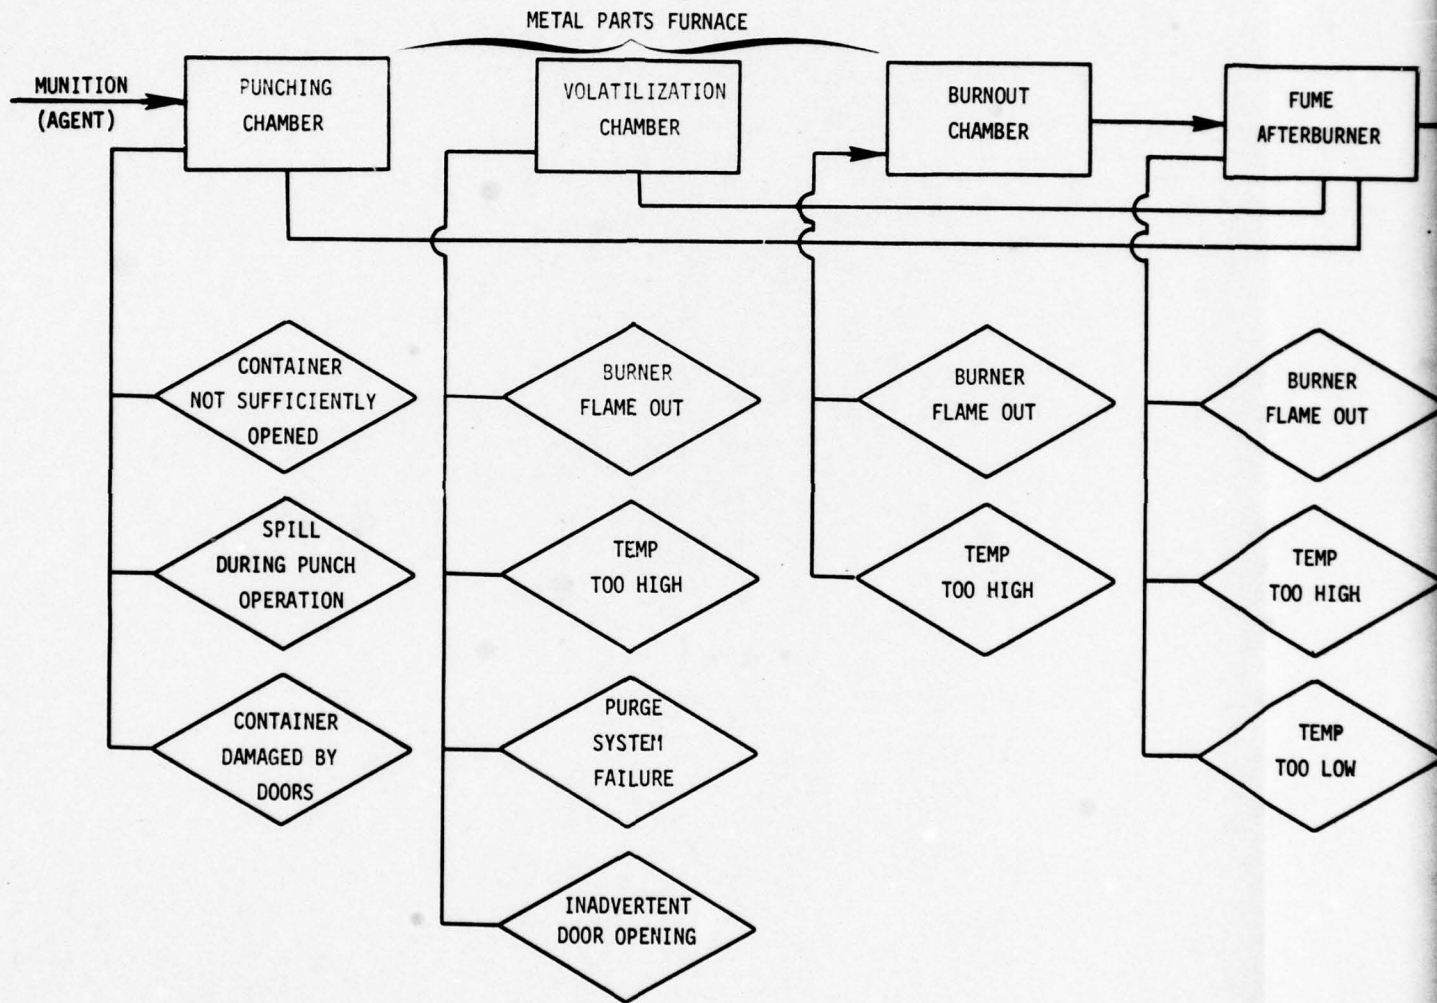 METAL PARTS FURNACE
MUNITION
(AGENT)
PUNCHING
CHAMBER
VOLATILIZATION
CHAMBER
BURNOUT
CHAMBER
FUME
AFTERBURNER
CONTAINER
NOT SUFFICIENTLY
OPENED
SPILL
DURING PUNCH
OPERATION
CONTAINER
DAMAGED BY
DOORS
BURNER
FLAME OUT
TEMP
TOO HIGH
PURGE
SYSTEM
FAILURE
INADVERTENT
DOOR OPENING
BURNER
FLAME OUT
TEMP
TOO HIGH
BURNER
FLAME OUT
TEMP
TOO HIGH
TEMP
TOO LOW